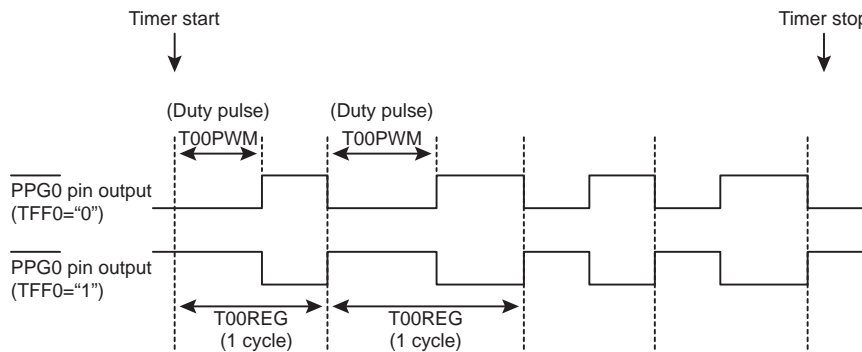 Timer start
Timer stop
(Duty pulse)
(Duty pulse)
T00PWM
T00PWM
PPG0 pin output
(TFF0=“0”)
PPG0 pin output
(TFF0=“1”)
T00REG
(1 cycle)
T00REG
(1 cycle)